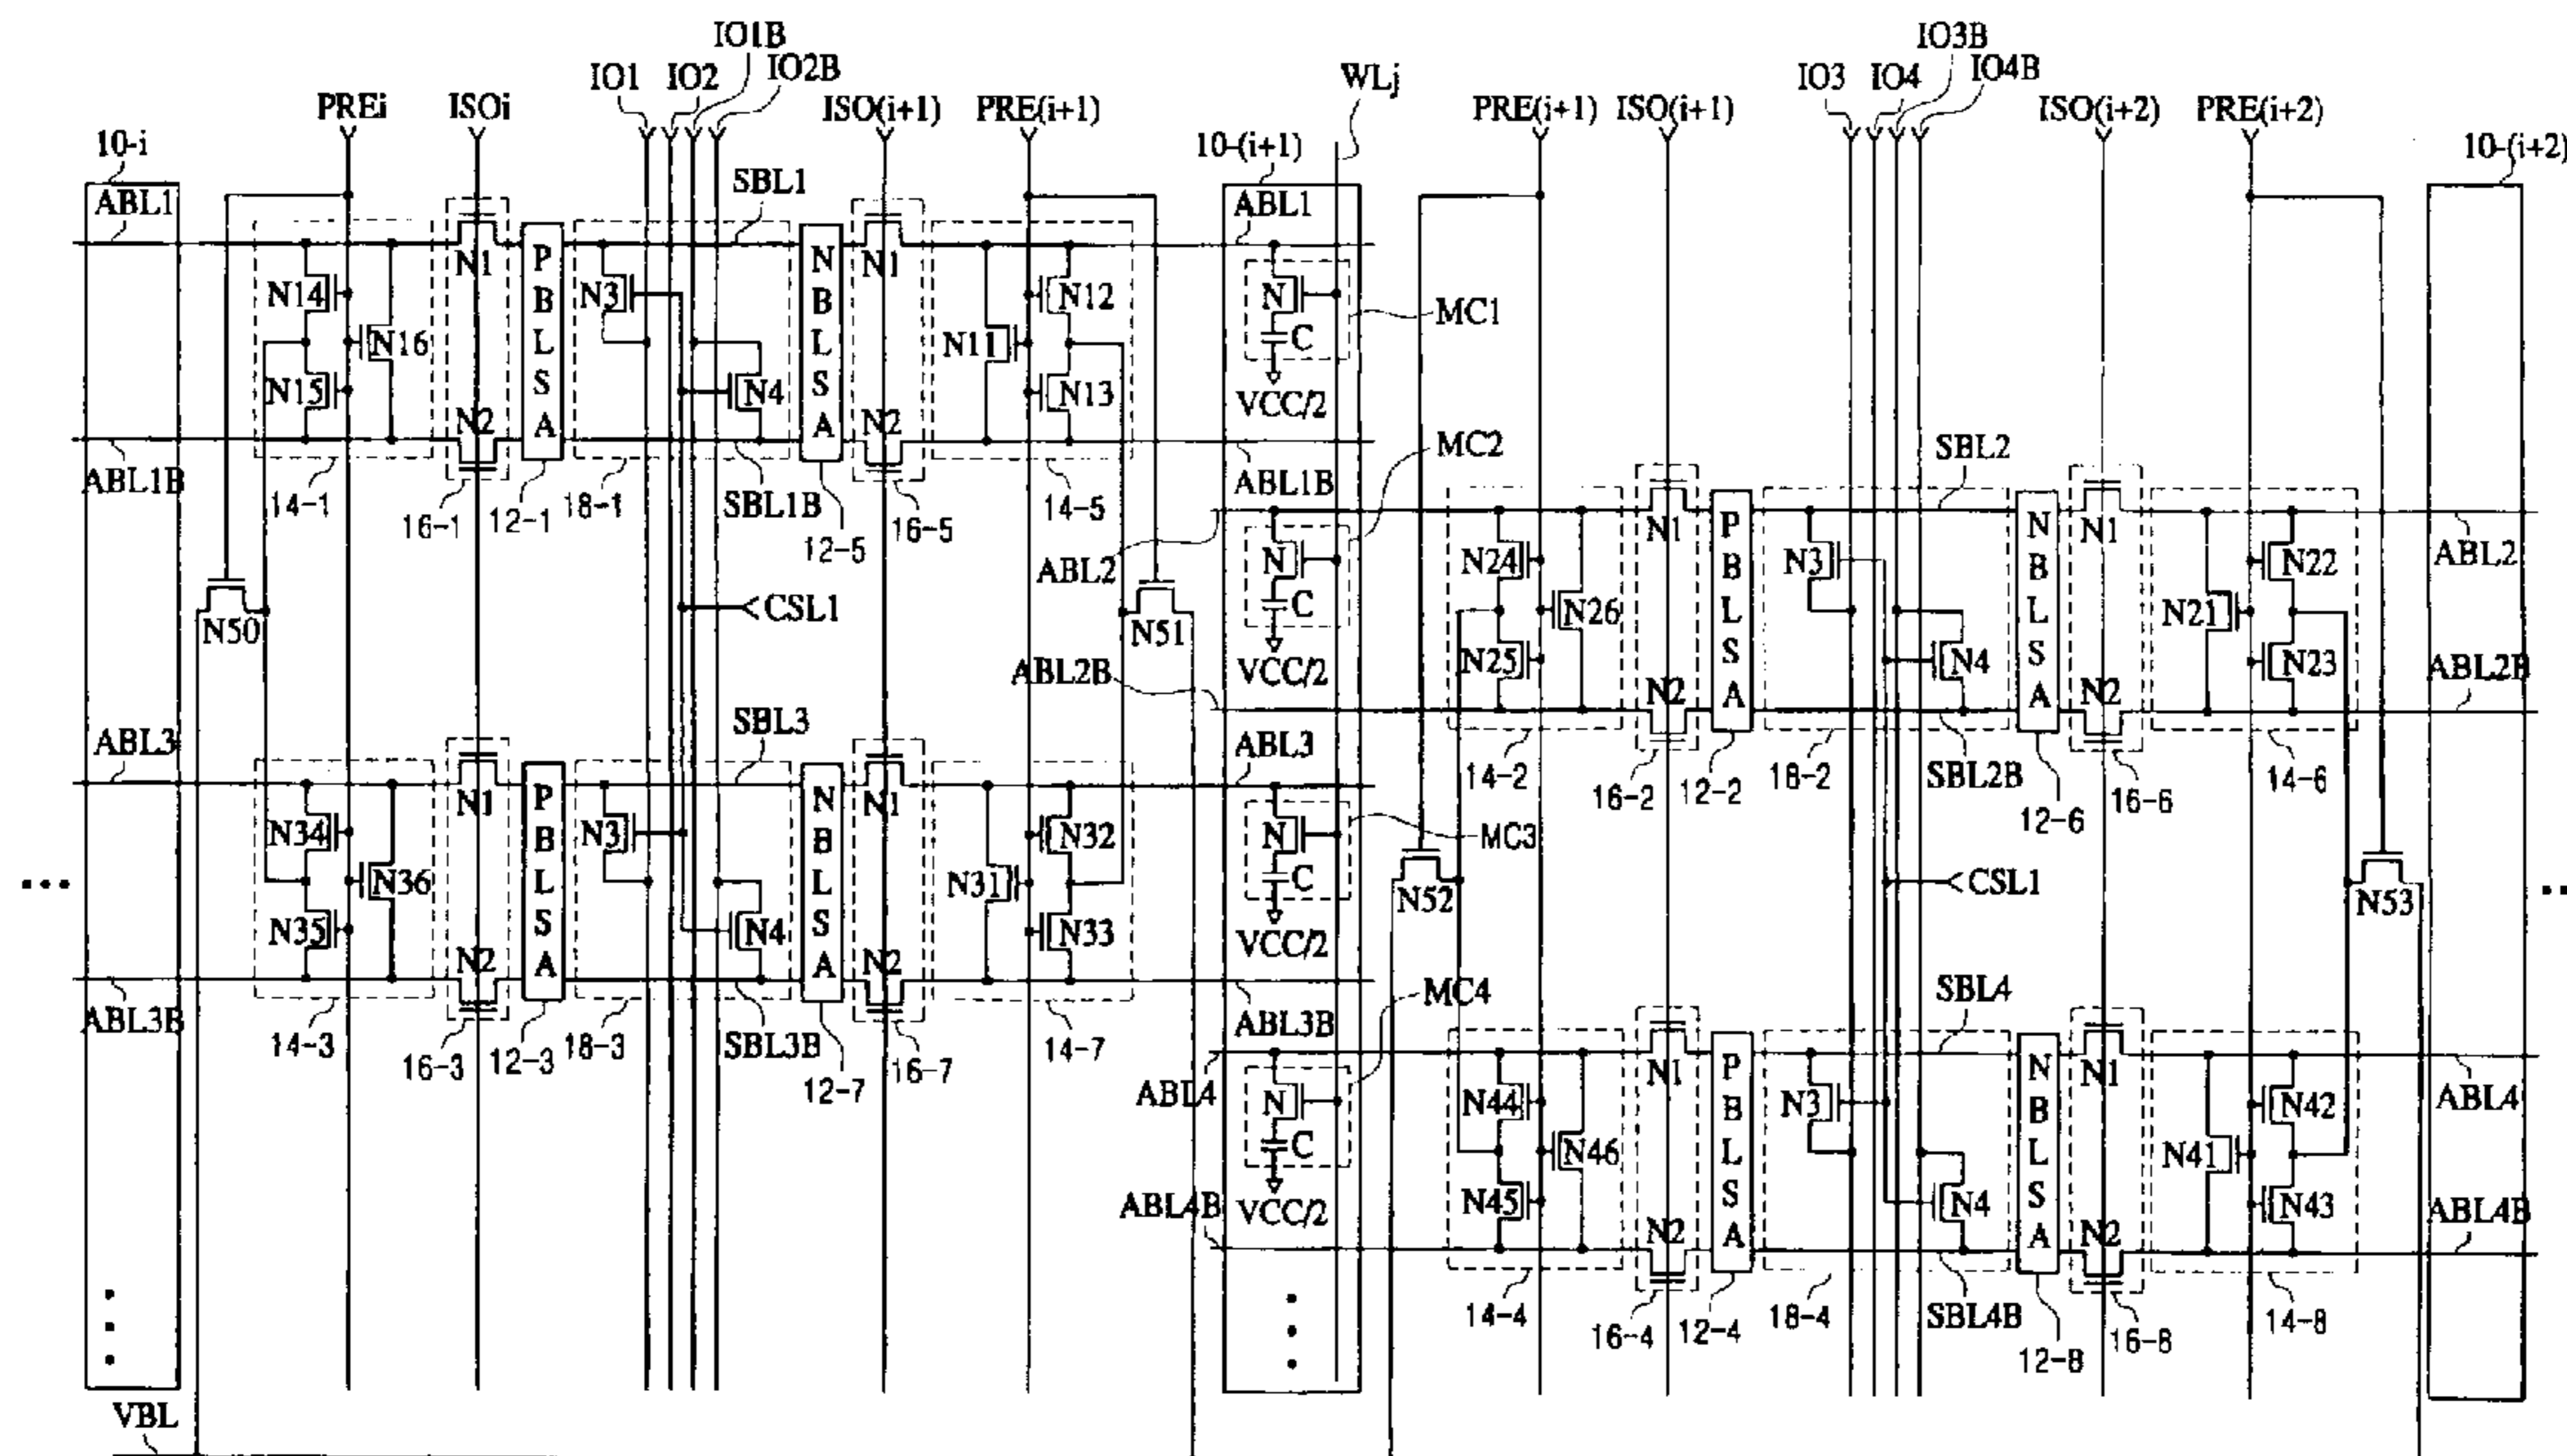 IO1B IO3B
IO1 IO2 IO2B WLj IO3 IO4 IO4B
PREi ISOi ISO(i+1) PRE(i+1) PRE(i+1) ISO(i+1) ISO(i+2) PRE(i+2)
10-i 10-(i+1) 10-(i+2)
ABL1 SBL1 ABL1
N1 P B L S A N B L S A N1
N14 N3 N12 N MC1
N16 N11 C
N15 N4 N13 VCC/2
N2 N2 MC2
ABL1B 14-1 16-1 12-1 18-1 SBL1B 12-5 16-5 14-5 ABL1B SBL2
N1 P B L S A N B L S A N1
ABL2 N N24 N3 N22 ABL2
CSL1 C N26 N21
N50 N51 VCC/2 N25 N4 N23
ABL2B N2 N2 ABL2B
ABL3 SBL3 ABL3 14-2 16-2 12-2 18-2 SBL2B 12-6 16-6 14-6
N1 P B L S A N B L S A N1
N34 N3 N32 N MC3
••• N36 N31 C N52 CSL1 N53 ••
N35 N4 N33 VCC/2
N2 N2 MC4 SBL4
ABL3B 14-3 16-3 12-3 18-3 SBL3B 12-7 16-7 14-7 ABL3B
N1 P B L S A N B L S A N1
ABL4 N N44 N3 N42 ABL4
C N46 N41
ABL4B VCC/2 N45 N4 N43 ABL4B
N2 N2
14-4 16-4 12-4 18-4 SBL4B 12-8 16-8 14-8
VBL